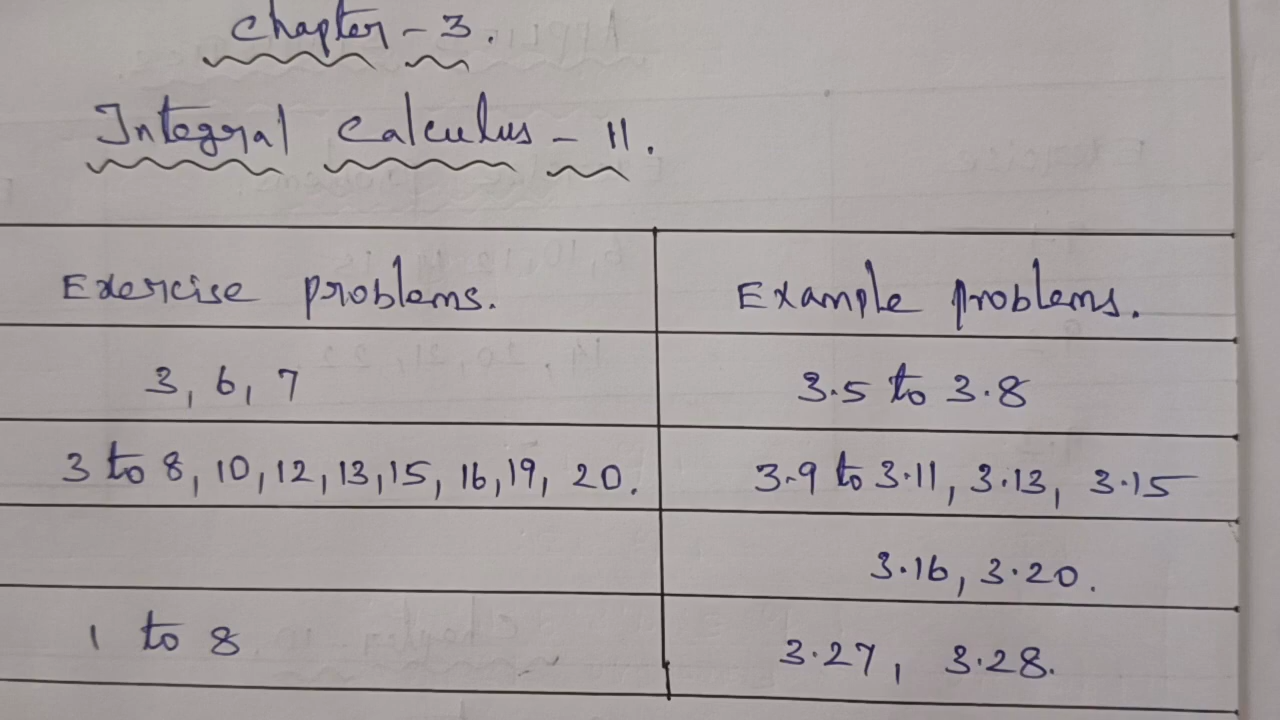 Chapter - 3.
Integral Calculus - II.
Exercise problems. Example problems.
3, 6, 7 3.5 to 3.8
3 to 8, 10, 12, 13, 15, 16, 19, 20. 3.9 to 3.11, 3.13, 3.15
3.16, 3.20.
1 to 8 3.27, 3.28.